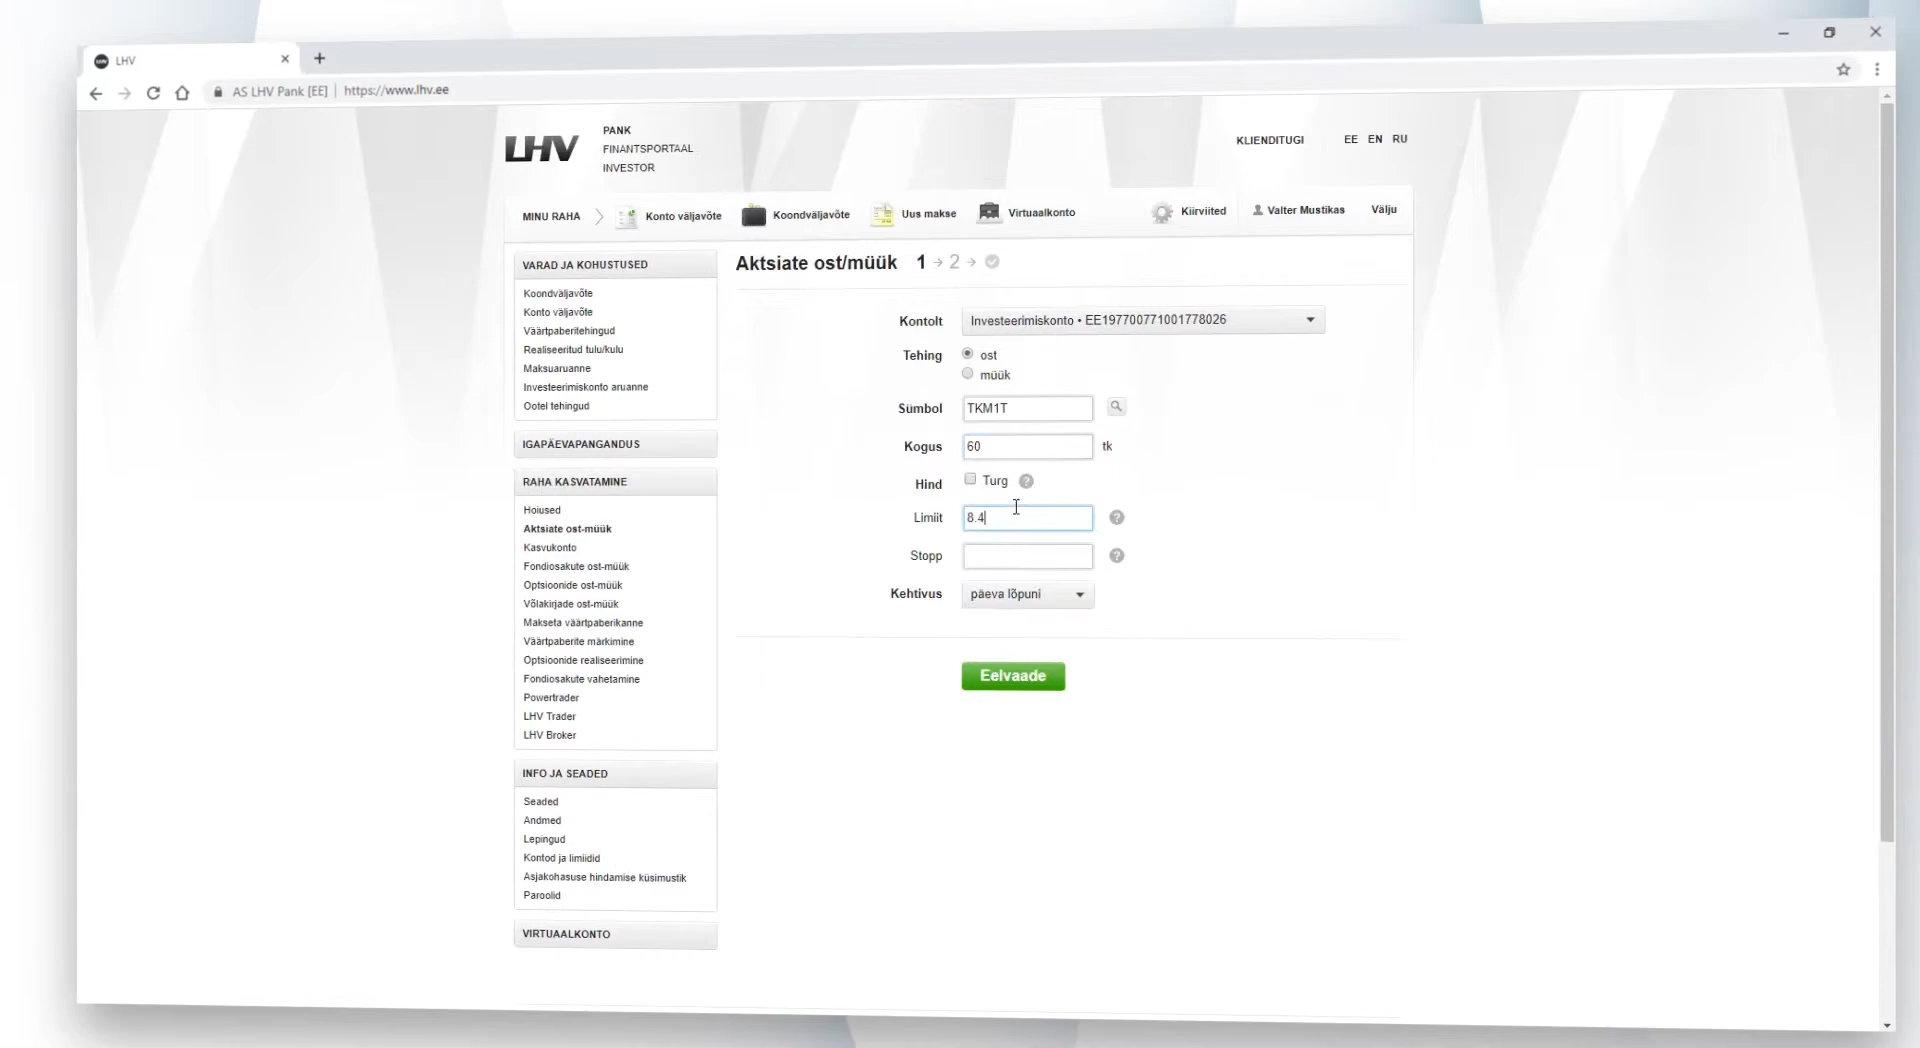 LHV
AS LHV Pank [EE] | https://www.lhv.ee
LHV
PANK
FINANTSPORTAAL
INVESTOR
KLIENDITUGI
EE EN RU
MINU RAHA
Konto väljavõte
Koondväljavõte
Uus makse
Virtuaalkonto
Kiirviited
Valter Mustikas
Välju
VARAD JA KOHUSTUSED
Koondväljavõte
Konto väljavõte
Väärtpaberitehingud
Realiseeritud tulu/kulu
Maksuaruanne
Investeerimiskonto aruanne
Ootel tehingud
IGAPÄEVAPANGANDUS
RAHA KASVATAMINE
Hoiused
Aktsiate ost-müük
Kasvukonto
Fondiosakute ost-müük
Optsioonide ost-müük
Võlakirjade ost-müük
Makseta väärtpaberikanne
Väärtpaberite märkimine
Optsioonide realiseerimine
Fondiosakute vahetamine
Powertrader
LHV Trader
LHV Broker
INFO JA SEADED
Seaded
Andmed
Lepingud
Kontod ja limiidid
Asjakohasuse hindamise küsimustik
Paroolid
VIRTUAALKONTO
Aktsiate ost/müük 1 → 2 →
Kontolt Investeerimiskonto • EE197700771001778026
Tehing ost
müük
Sümbol TKM1T
Kogus 60 tk
Hind Turg ?
Limiit 8.4 ?
Stopp ?
Kehtivus päeva lõpuni
Eelvaade